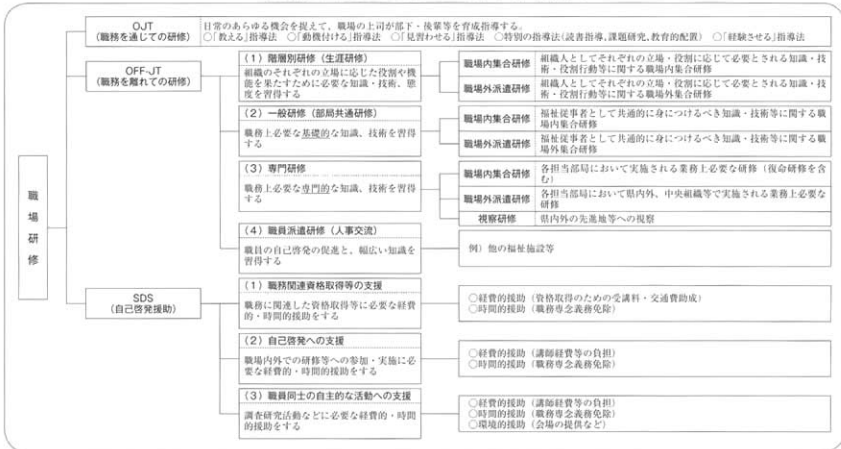 職場研修
OJT
(職務を通じての研修)
日常のあらゆる機会を捉えて、職場の上司が部下・後輩等を育成指導する。
○「教える」指導法 ○「動機付ける」指導法 ○「見習わせる」指導法 ○特別の指導法(読書指導,課題研究,教育的配置) ○「経験させる」指導法
OFF-JT
(職務を離れての研修)
(1)階層別研修(生涯研修)
組織のそれぞれの立場に応じた役割や機
能を果たすために必要な知識・技術、態
度を習得する
職場内集合研修
組織人としてそれぞれの立場・役割に応じて必要とされる知識・技
術・役割行動等に関する職場内集合研修
職場外派遣研修
組織人としてそれぞれの立場・役割に応じて必要とされる知識・技
術・役割行動等に関する職場外集合研修
(2)一般研修(部局共通研修)
職務上必要な基礎的な知識、技術を習得す
る
職場内集合研修
福祉従事者として共通的に身につけるべき知識・技術等に関する職
場内集合研修
職場外派遣研修
福祉従事者として共通的に身につけるべき知識・技術等に関する職
場外集合研修
(3)専門研修
職務上必要な専門的な知識、技術を習得す
る
職場内集合研修
各担当部局において実施される業務上必要な研修(復命研修を含
む)
職場外派遣研修
各担当部局において県内外、中央組織等で実施される業務上必要な
研修
視察研修
県内外の先進地等への視察
(4)職員派遣研修(人事交流)
職員の自己啓発の促進と、幅広い知識を
習得する
例)他の福祉施設等
SDS
(自己啓発援助)
(1)職務関連資格取得等の支援
職務に関連した資格取得等に必要な経費
的・時間的援助をする
○経費的援助(資格取得のための受講料・交通費助成)
○時間的援助(職務専念義務免除)
(2)自己啓発への支援
職場内外での研修等への参加・実施に必
要な経費的・時間的援助をする
○経費的援助(講師経費等の負担)
○時間的援助(職務専念義務免除)
(3)職員同士の自主的な活動への支援
調査研究活動などに必要な経費的・時間
的援助をする
○経費的援助(講師経費等の負担)
○時間的援助(職務専念義務免除)
○環境的援助(会場の提供など)